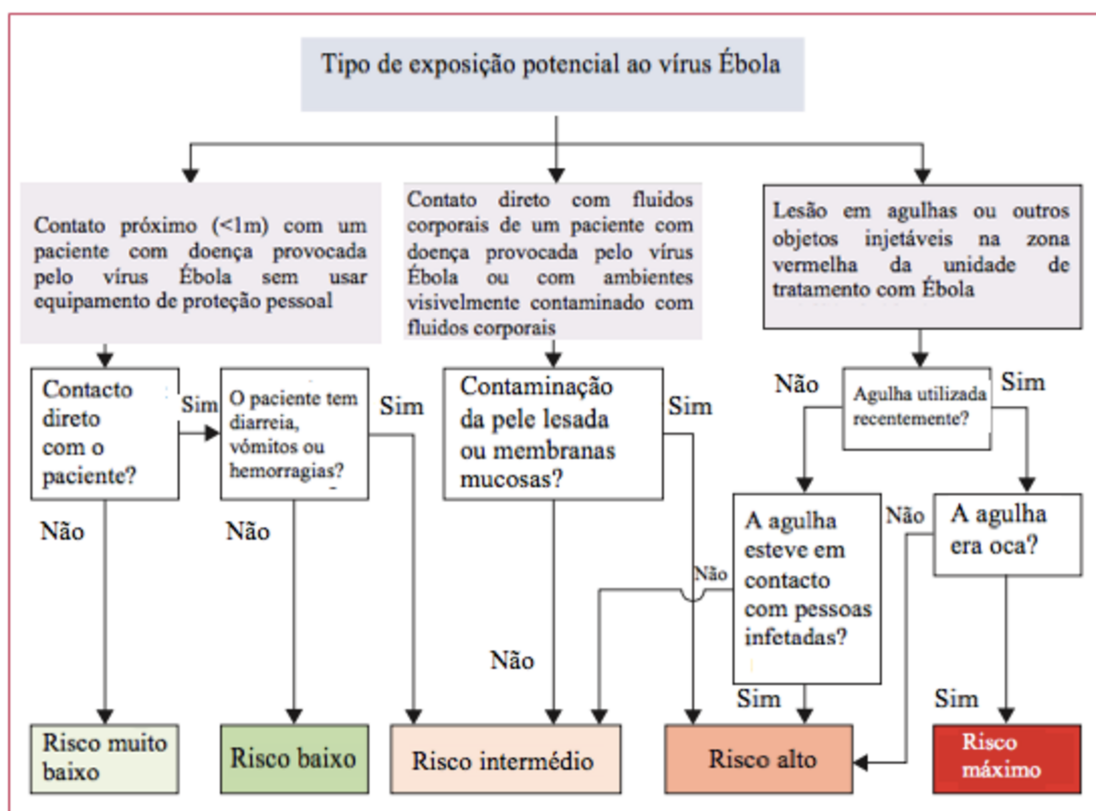 Tipo de exposição potencial ao vírus Ébola
Contato próximo (<1m) com um
paciente com doença provocada
pelo vírus Ébola sem usar
equipamento de proteção pessoal
Contato direto com fluidos
corporais de um paciente com
doença provocada pelo vírus
Ébola ou com ambientes
visivelmente contaminado com
fluidos corporais
Lesão em agulhas ou outros
objetos injetáveis na zona
vermelha da unidade de
tratamento com Ébola
Contacto
direto
com o
paciente?
Sim
O paciente tem
diarreia,
vómitos ou
hemorragias?
Sim
Contaminação
da pele lesada
ou membranas
mucosas?
Sim
Não
Agulha utilizada
recentemente?
Sim
Não
Não
Não
A agulha
esteve em
contacto
com pessoas
infetadas?
Não
Não
A agulha
era oca?
Sim
Sim
Risco muito
baixo
Risco baixo
Risco intermédio
Risco alto
Risco
máximo